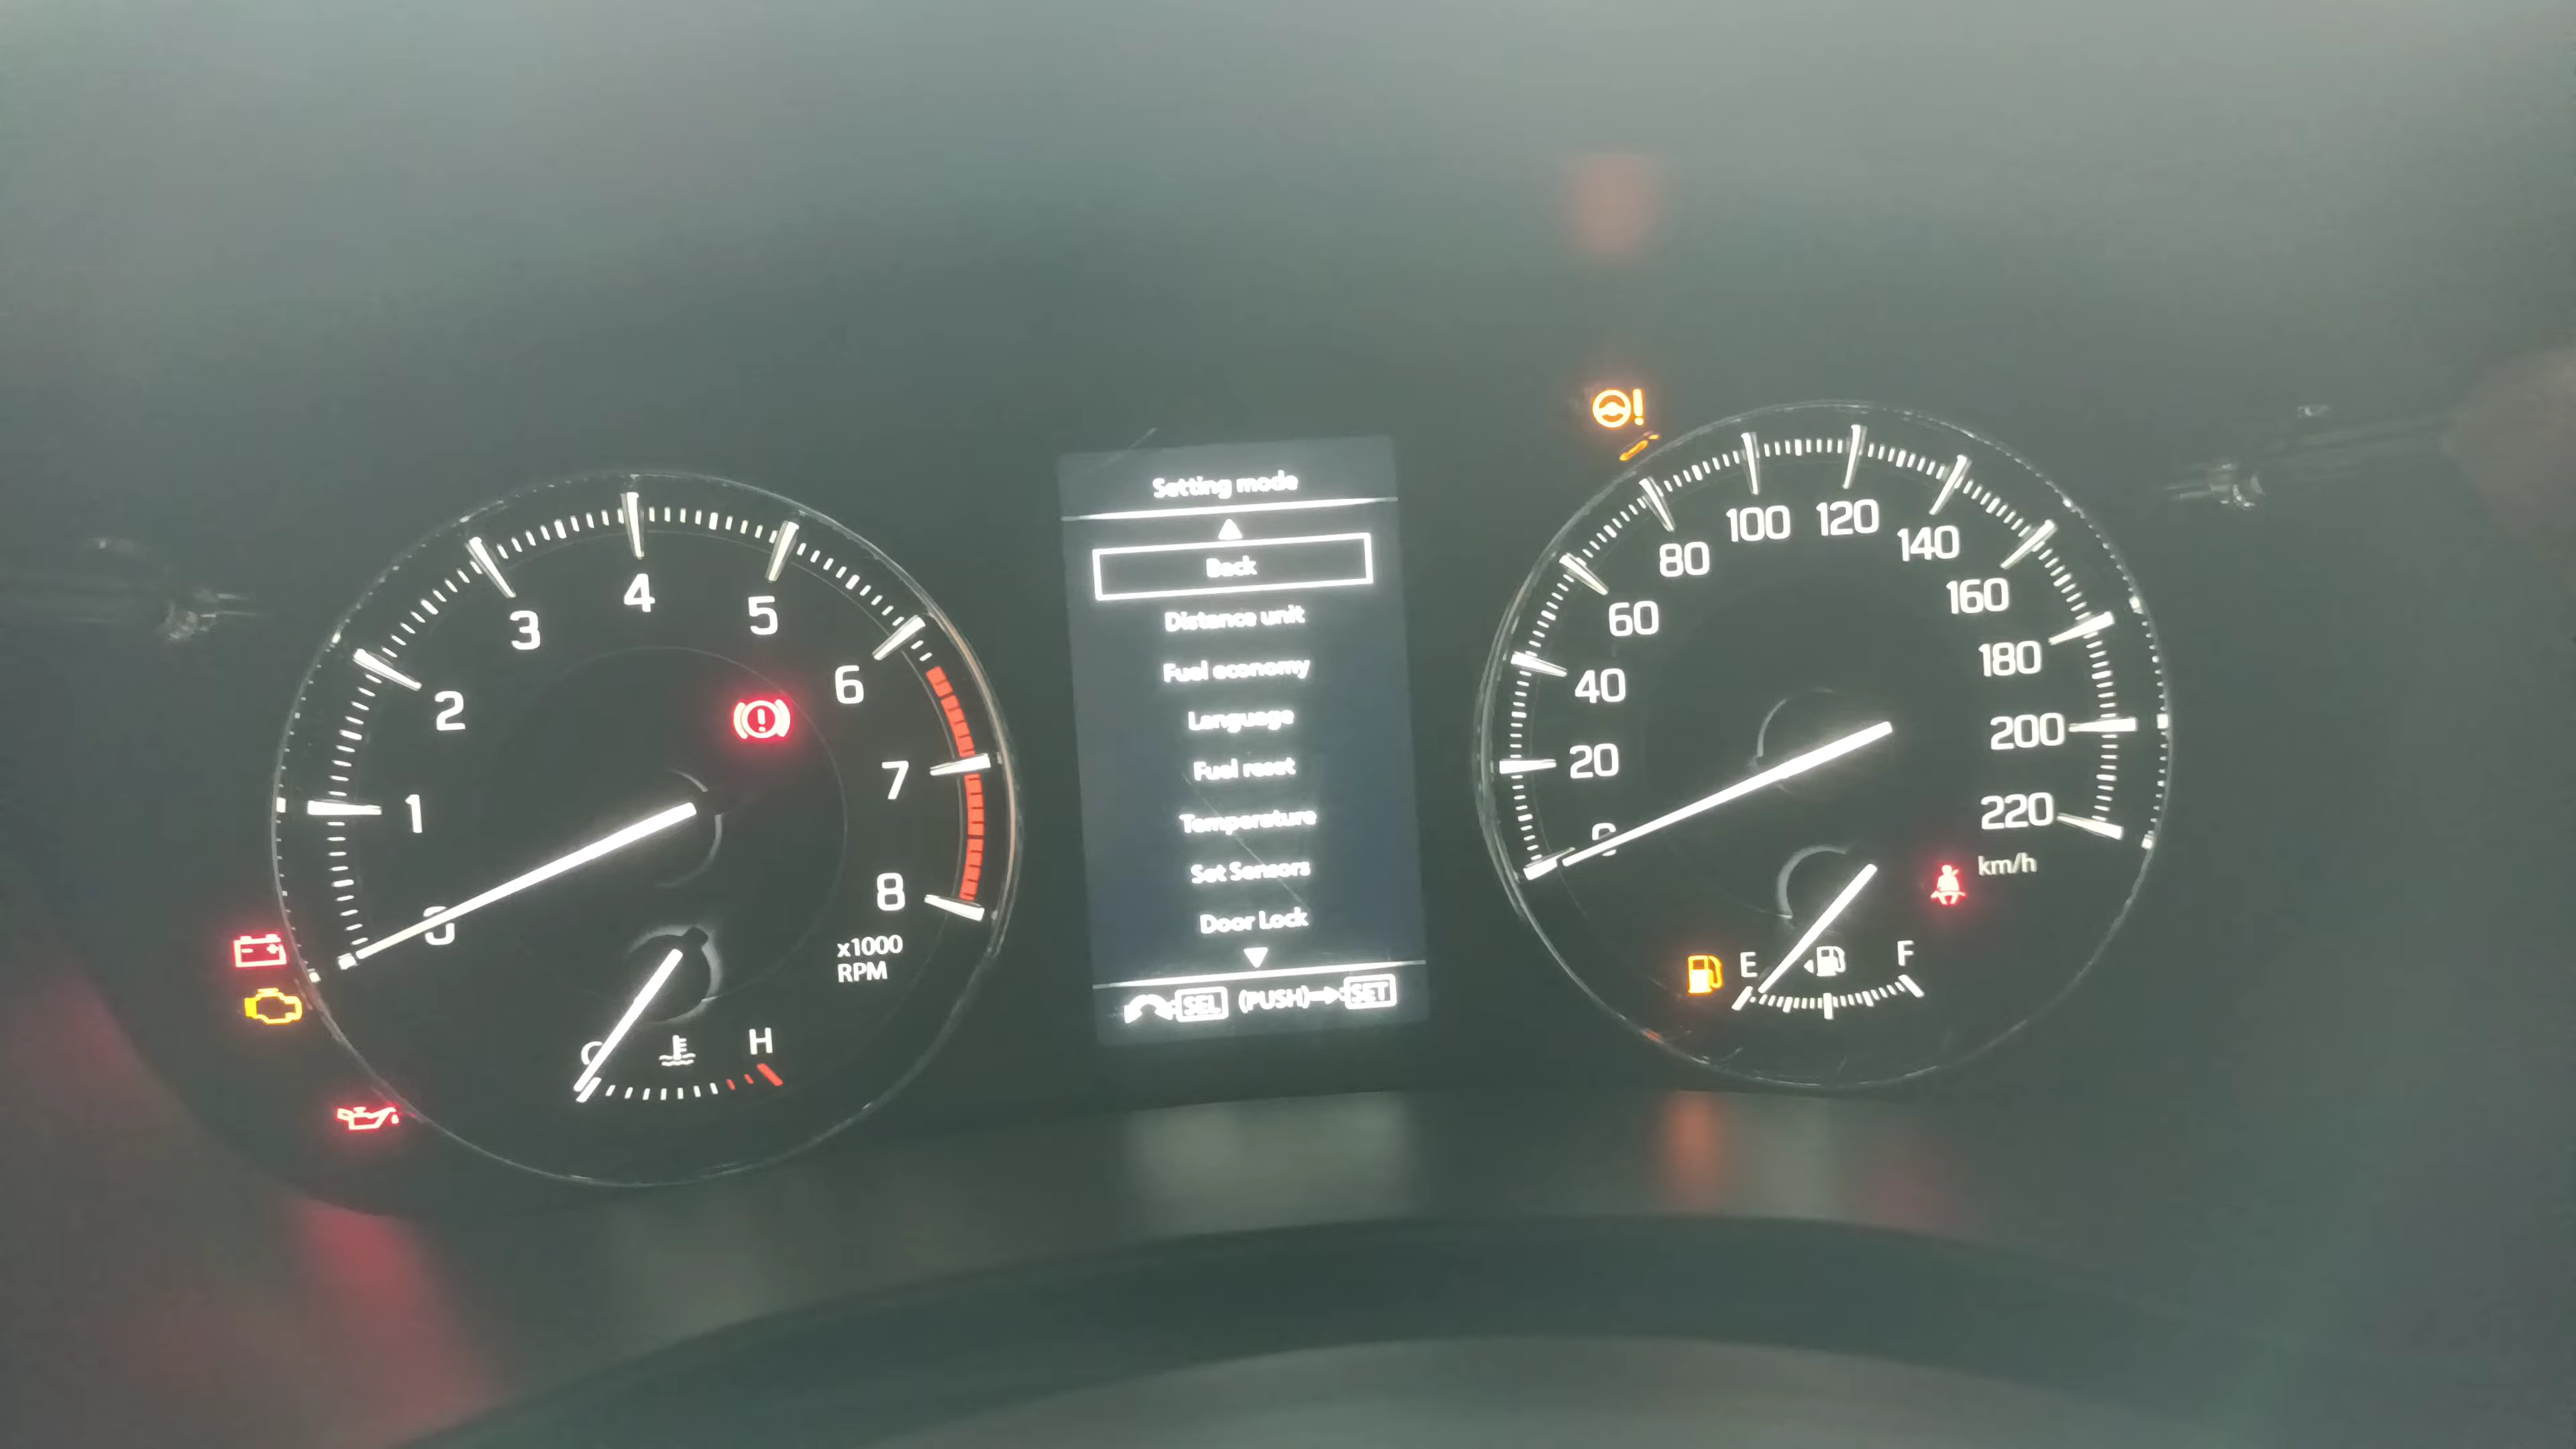 Setting mode
Back
Distance unit
Fuel economy
Language
Fuel reset
Temperature
Set Sensors
Door Lock
SEL (PUSH) SET
0
1
2
3
4
5
6
7
8
x1000
RPM
C
H
0
20
40
60
80
100
120
140
160
180
200
220
km/h
E
F